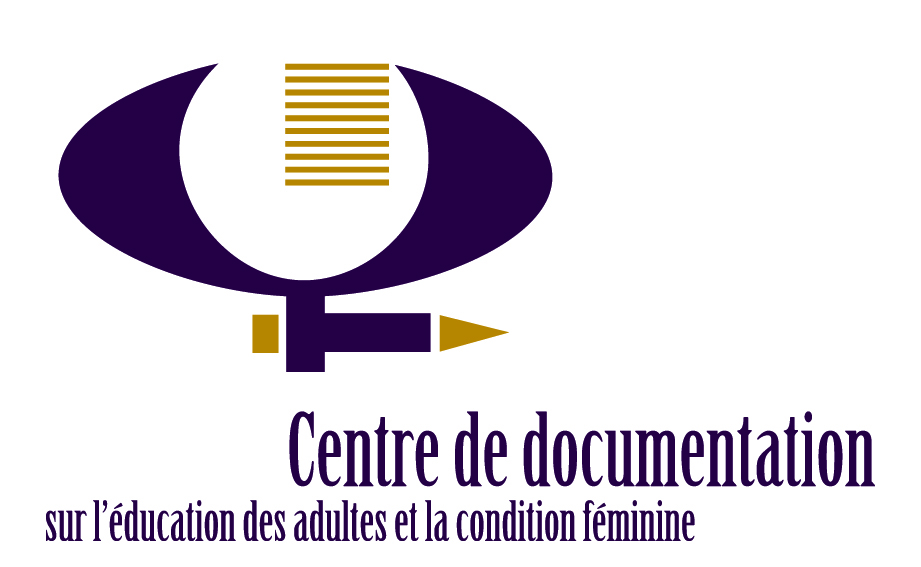 Centre de documentation
sur l’éducation des adultes et la condition féminine